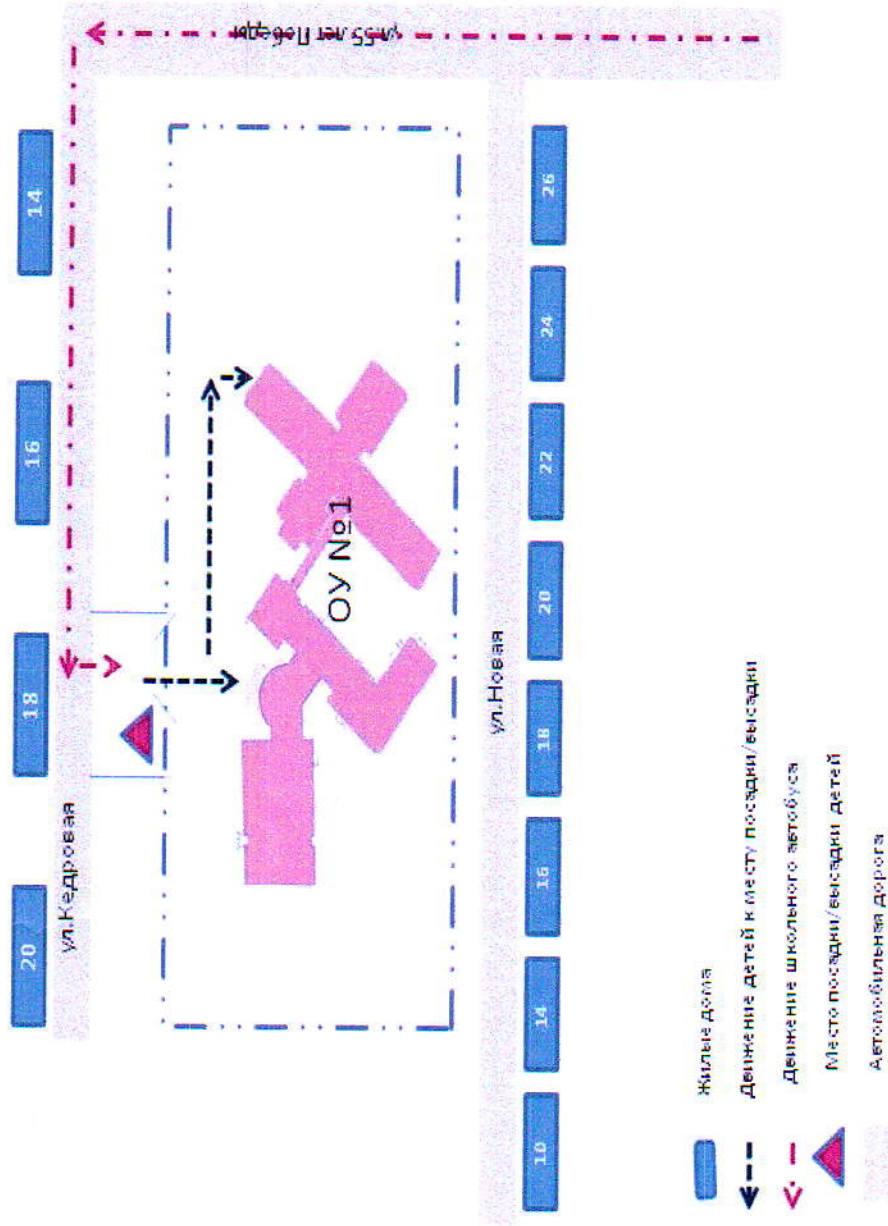 20
18
16
14
ул.Кедровая
ул.55 лет Победы
ОУ №1
ул.Новая
10
14
16
18
20
22
24
26
Жилые дома
Движение детей к месту посадки/высадки
Движение школьного автобуса
Место посадки/высадки детей
Автомобильная дорога